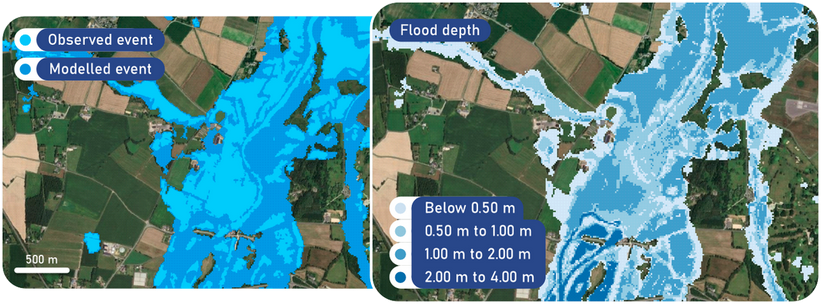 Observed event
Modelled event
500 m
Flood depth
Below 0.50 m
0.50 m to 1.00 m
1.00 m to 2.00 m
2.00 m to 4.00 m